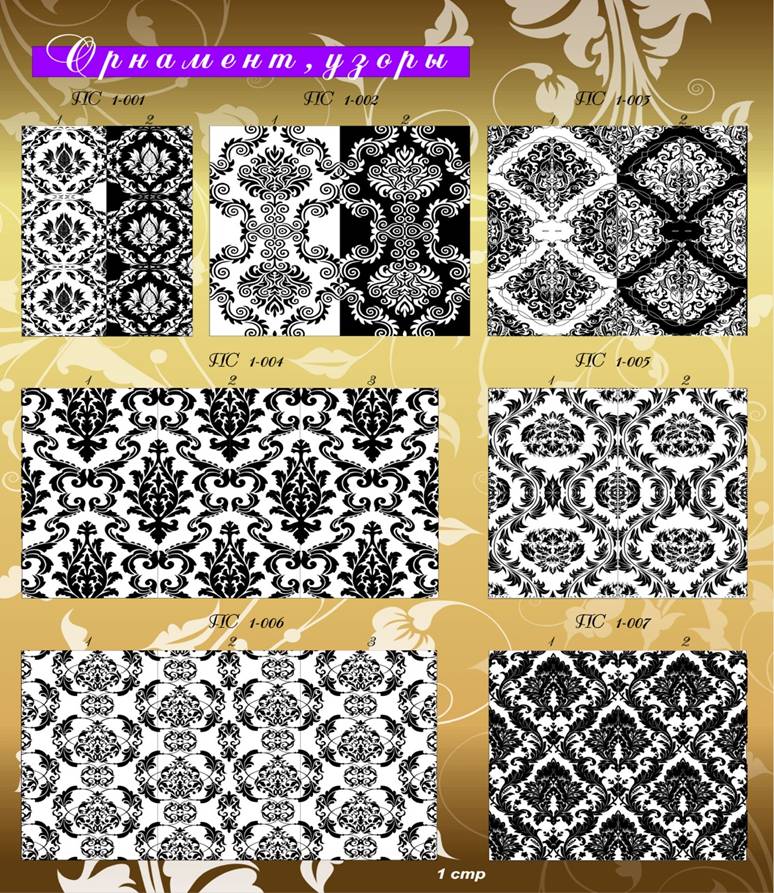 Орнамент, узоры
ПС 1-001 ПС 1-002 ПС 1-003
1 2 1 2 1 2
ПС 1-004 ПС 1-005
1 2 3 1 2
ПС 1-006 ПС 1-007
1 2 3 1 2
1 стр